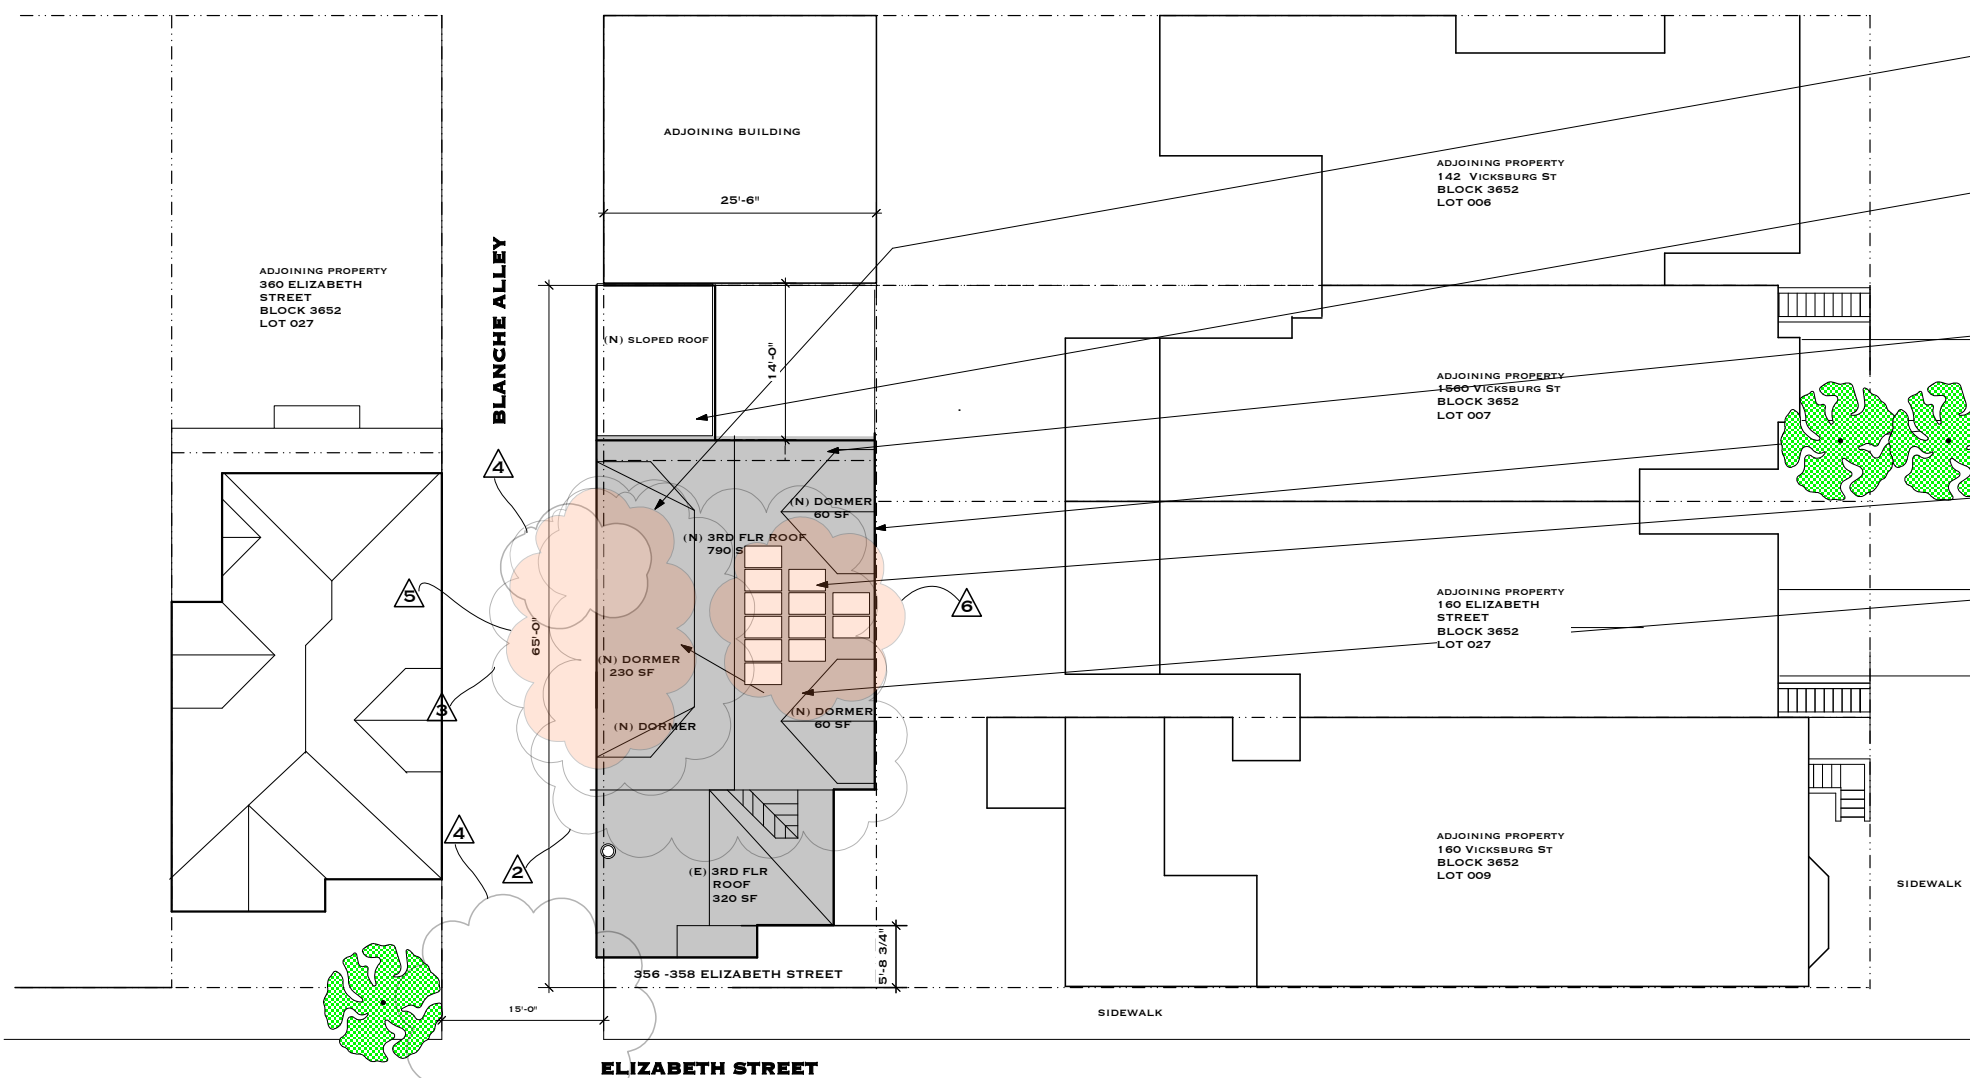 ADJOINING BUILDING
25'-6"
ADJOINING PROPERTY
142 VICKSBURG ST
BLOCK 3652
LOT 006
BLANCHE ALLEY
ADJOINING PROPERTY
360 ELIZABETH
STREET
BLOCK 3652
LOT 027
(N) SLOPED ROOF
14'-0"
ADJOINING PROPERTY
1560 VICKSBURG ST
BLOCK 3652
LOT 007
4
(N) DORMER
60 SF
(N) 3RD FLR ROOF
790 S
5
6
65'-0"
ADJOINING PROPERTY
160 ELIZABETH
STREET
BLOCK 3652
LOT 027
(N) DORMER
230 SF
3
(N) DORMER
60 SF
(N) DORMER
4
2
ADJOINING PROPERTY
160 VICKSBURG ST
BLOCK 3652
LOT 009
(E) 3RD FLR
ROOF
320 SF
SIDEWALK
5'-8 3/4"
356 -358 ELIZABETH STREET
15'-0"
SIDEWALK
ELIZABETH STREET